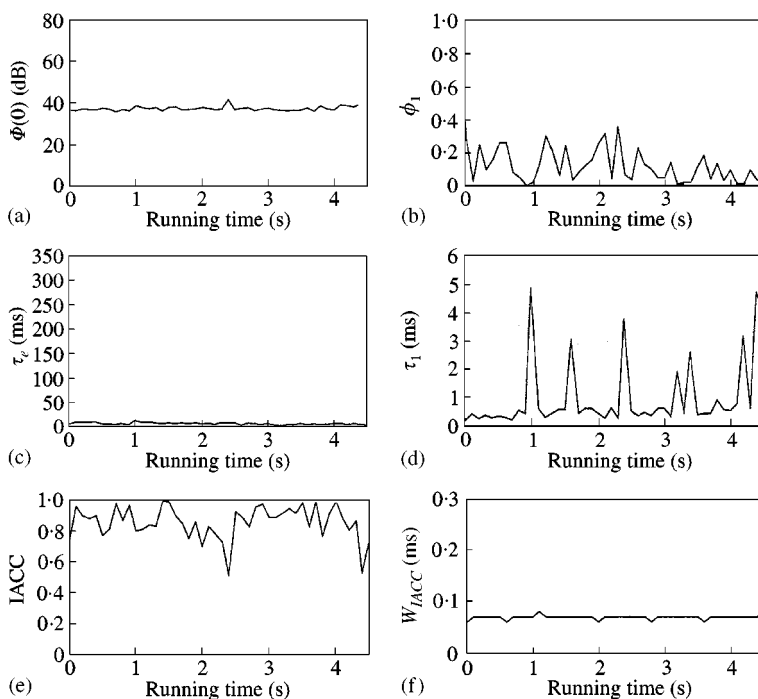 80
60
40
20
0
Φ(0) (dB)
0 1 2 3 4
(a) Running time (s)
1·0
0·8
0·6
0·4
0·2
0
ϕ1
0 1 2 3 4
(b) Running time (s)
350
300
250
200
150
100
50
0
τe (ms)
0 1 2 3 4
(c) Running time (s)
6
5
4
3
2
1
0
τ1 (ms)
0 1 2 3 4
(d) Running time (s)
1·0
0·8
0·6
0·4
0·2
0
IACC
0 1 2 3 4
(e) Running time (s)
0·3
0·2
0·1
0
WIACC (ms)
0 1 2 3 4
(f) Running time (s)